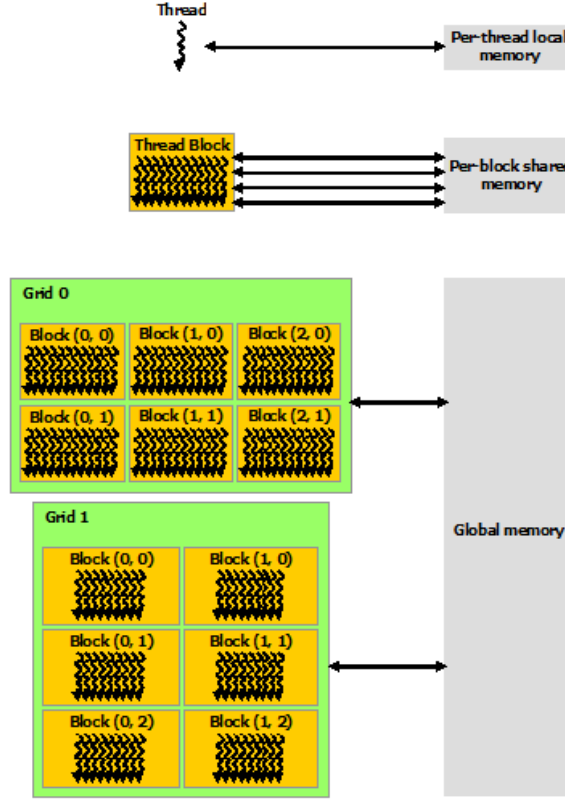 Thread
Per-thread local
memory
Thread Block
Per-block shared
memory
Grid 0
Block (0, 0)
Block (1, 0)
Block (2, 0)
Block (0, 1)
Block (1, 1)
Block (2, 1)
Grid 1
Global memory
Block (0, 0)
Block (1, 0)
Block (0, 1)
Block (1, 1)
Block (0, 2)
Block (1, 2)